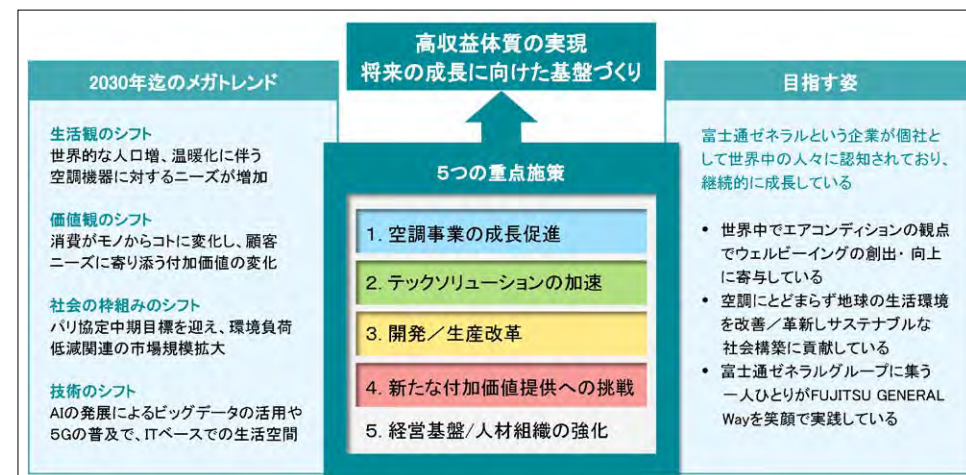 高収益体質の実現
将来の成長に向けた基盤づくり
2030年迄のメガトレンド
生活観のシフト
世界的な人口増、温暖化に伴う
空調機器に対するニーズが増加
価値観のシフト
消費がモノからコトに変化し、顧客
ニーズに寄り添う付加価値の変化
社会の枠組みのシフト
パリ協定中期目標を迎え、環境負荷
低減関連の市場規模拡大
技術のシフト
AIの発展によるビッグデータの活用や
5Gの普及で、ITベースでの生活空間
5つの重点施策
1. 空調事業の成長促進
2. テックソリューションの加速
3. 開発／生産改革
4. 新たな付加価値提供への挑戦
5. 経営基盤/人材組織の強化
目指す姿
富士通ゼネラルという企業が個社と
して世界中の人々に認知されており、
継続的に成長している
• 世界中でエアコンディションの観点
でウェルビーイングの創出・向上
に寄与している
• 空調にとどまらず地球の生活環境
を改善／革新しサステナブルな
社会構築に貢献している
• 富士通ゼネラルグループに集う
一人ひとりがFUJITSU GENERAL
Wayを笑顔で実践している